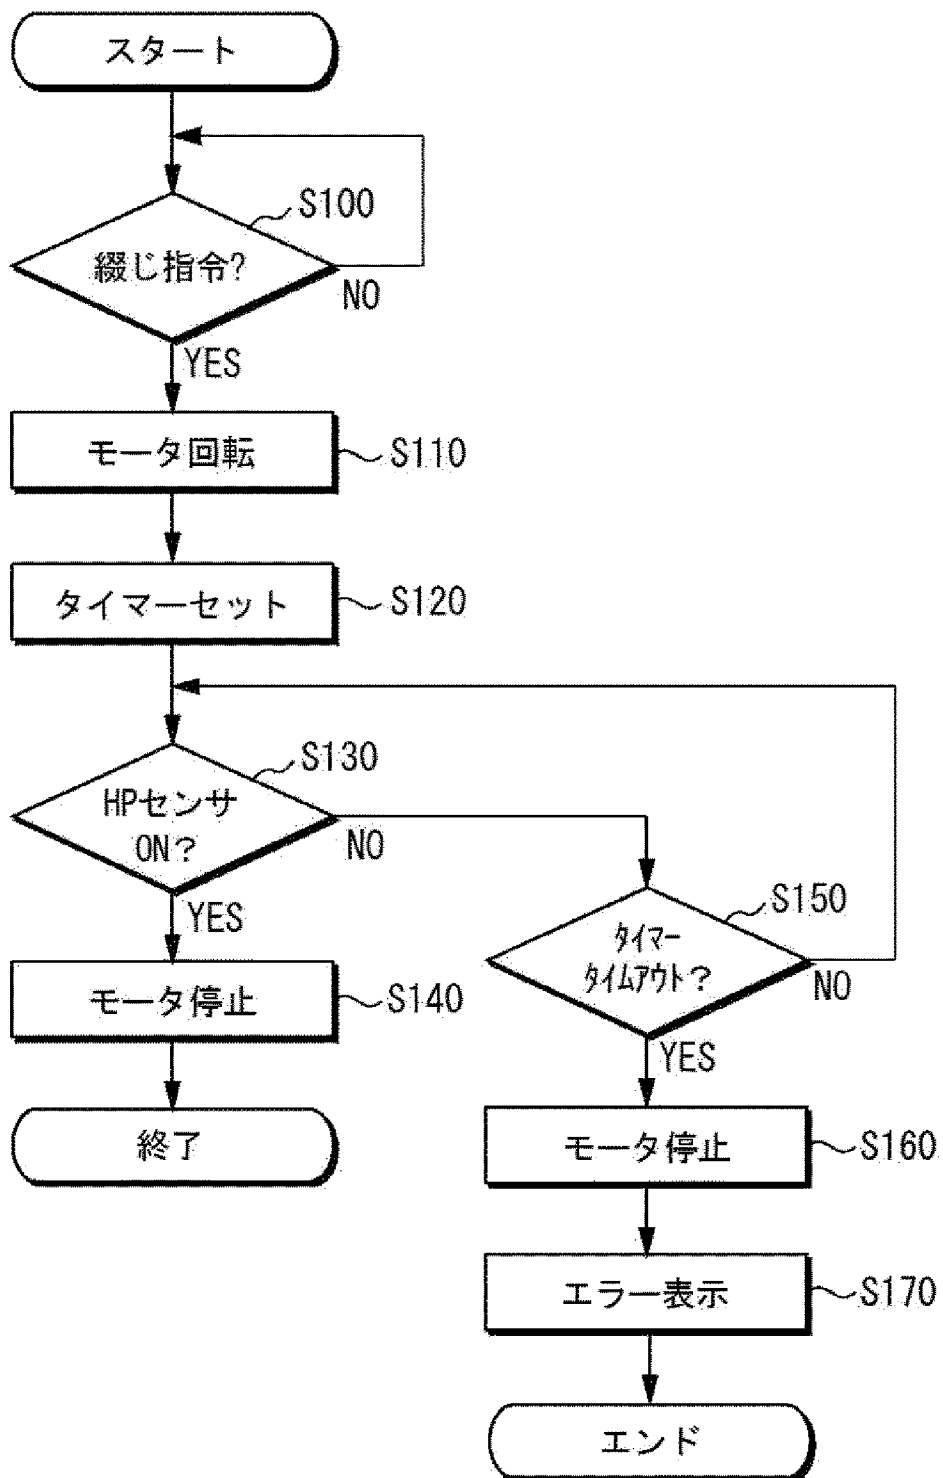 スタート
S100
綴じ指令?
NO
YES
モータ回転
S110
タイマーセット
S120
S130
HPセンサ
ON?
NO
YES
S150
タイマー
タイムアウト?
NO
YES
モータ停止
S140
終了
モータ停止
S160
エラー表示
S170
エンド